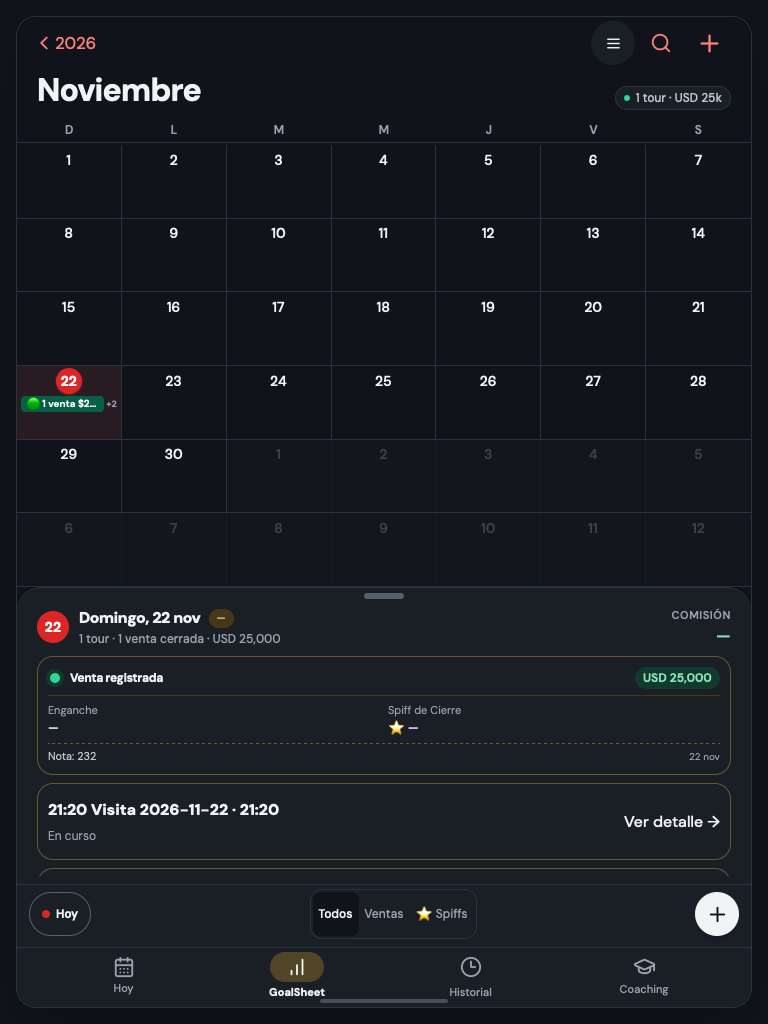 2026
Noviembre
1 tour · USD 25k
D L M M J V S
1 2 3 4 5 6 7
8 9 10 11 12 13 14
15 16 17 18 19 20 21
22 23 24 25 26 27 28
1 venta $2… +2
29 30 1 2 3 4 5
6 7 8 9 10 11 12
22 Domingo, 22 nov –
1 tour · 1 venta cerrada · USD 25,000
COMISIÓN
—
Venta registrada USD 25,000
Enganche Spiff de Cierre
— ⭐ —
Nota: 232 22 nov
21:20 Visita 2026-11-22 · 21:20
En curso
Ver detalle →
Hoy Todos Ventas ⭐ Spiffs
Hoy GoalSheet Historial Coaching